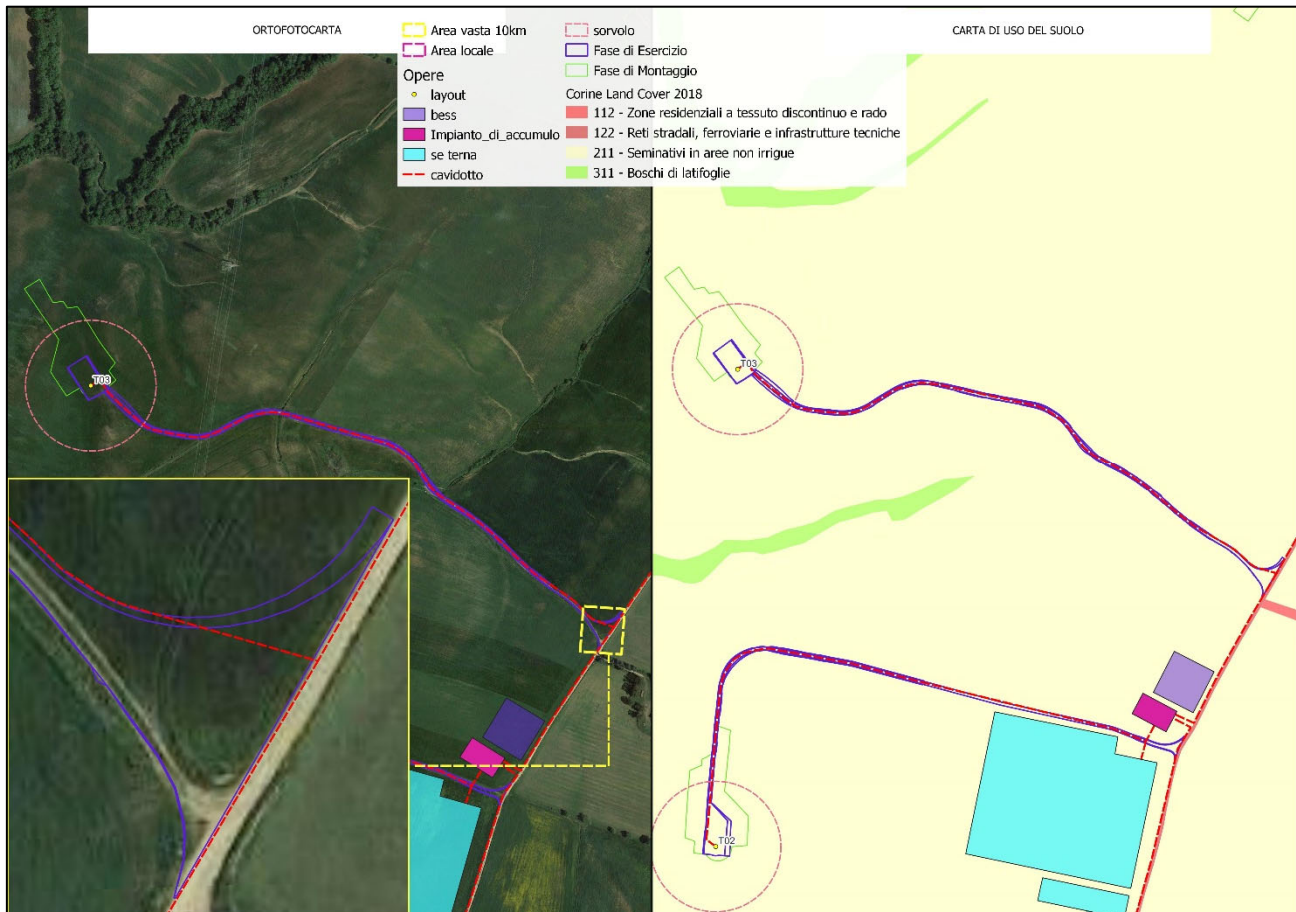 ORTOFOTOCARTA
CARTA DI USO DEL SUOLO
Area vasta 10km
Area locale
Opere
layout
bess
Impianto_di_accumulo
se terna
cavidotto
sorvolo
Fase di Esercizio
Fase di Montaggio
Corine Land Cover 2018
112 - Zone residenziali a tessuto discontinuo e rado
122 - Reti stradali, ferroviarie e infrastrutture tecniche
211 - Seminativi in aree non irrigue
311 - Boschi di latifoglie
T03
T03
T02